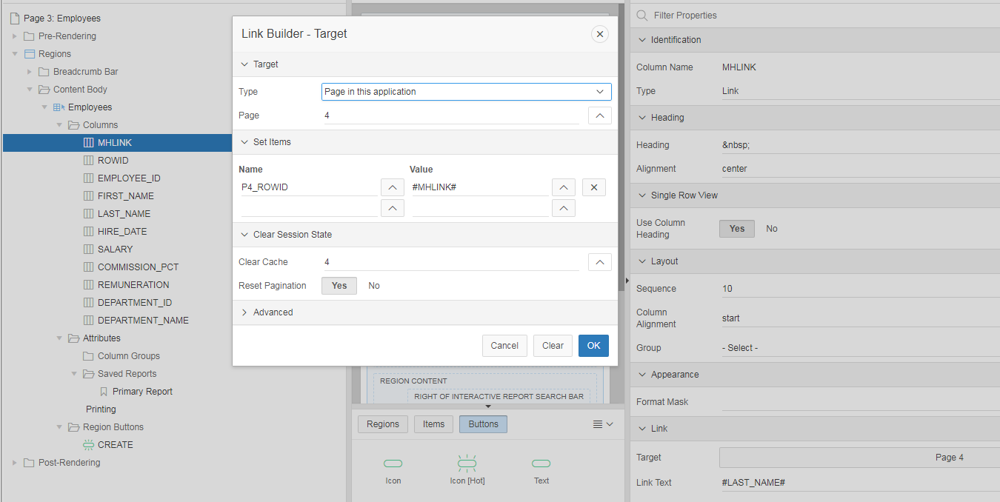 Page 3: Employees
Pre-Rendering
Regions
Breadcrumb Bar
Content Body
Employees
Columns
MHLINK
ROWID
EMPLOYEE_ID
FIRST_NAME
LAST_NAME
HIRE_DATE
SALARY
COMMISSION_PCT
REMUNERATION
DEPARTMENT_ID
DEPARTMENT_NAME
Attributes
Column Groups
Saved Reports
Primary Report
Printing
Region Buttons
CREATE
Post-Rendering
Link Builder - Target
Target
Type Page in this application
Page 4
Set Items
Name Value
P4_ROWID #MHLINK#
Clear Session State
Clear Cache 4
Reset Pagination Yes No
Advanced
Cancel Clear OK
REGION CONTENT
RIGHT OF INTERACTIVE REPORT SEARCH BAR
Regions Items Buttons
Icon Icon [Hot] Text
Filter Properties
Identification
Column Name MHLINK
Type Link
Heading
Heading &nbsp;
Alignment center
Single Row View
Use Column
Heading Yes No
Layout
Sequence 10
Column
Alignment start
Group - Select -
Appearance
Format Mask
Link
Target Page 4
Link Text #LAST_NAME#